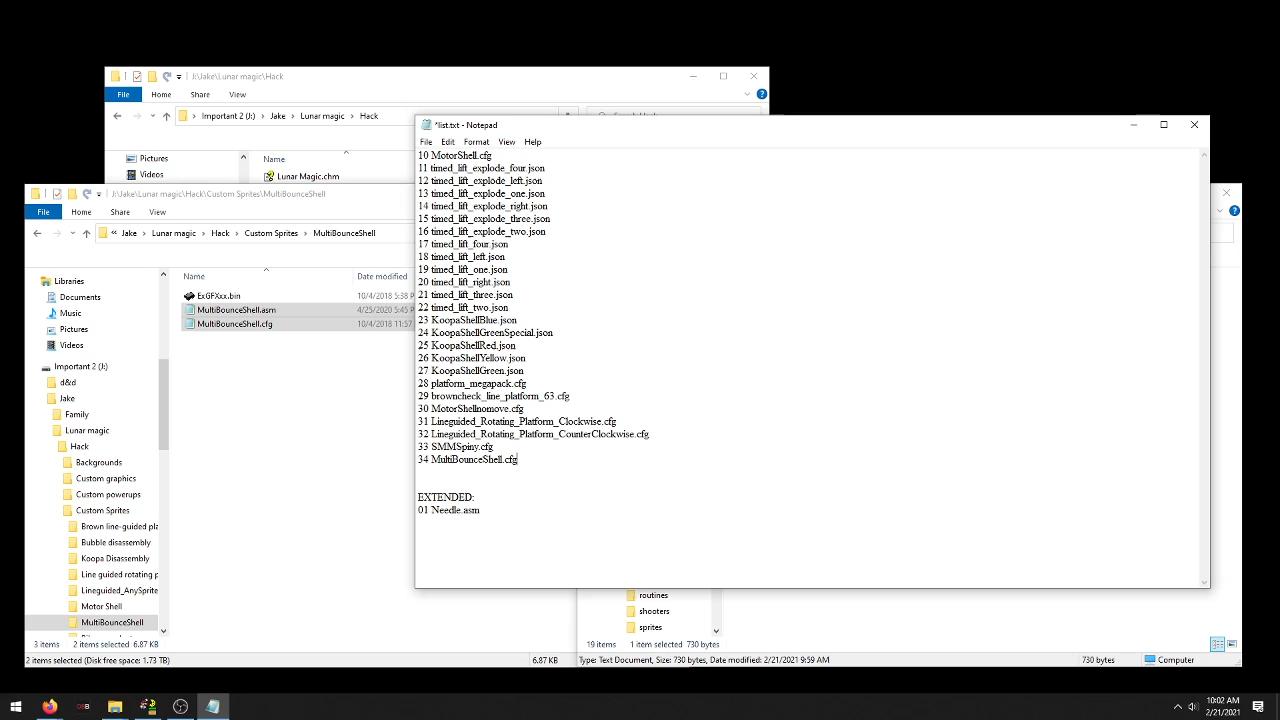 J:\Jake\Lunar magic\Hack
File Home Share View
Important 2 (J:) > Jake > Lunar magic > Hack
Pictures
Videos
Name
Lunar Magic.chm
J:\Jake\Lunar magic\Hack\Custom Sprites\MultiBounceShell
File Home Share View
« Jake > Lunar magic > Hack > Custom Sprites > MultiBounceShell
Libraries
Documents
Music
Pictures
Videos
Important 2 (J:)
d&d
Jake
Family
Lunar magic
Hack
Backgrounds
Custom graphics
Custom powerups
Custom Sprites
Brown line-guided pla
Bubble disassembly
Koopa Disassembly
Line guided rotating p
Lineguided_AnySprite
Motor Shell
MultiBounceShell
Name Date modified
ExGFXxx.bin 10/4/2018 5:38 P
MultiBounceShell.asm 4/25/2020 5:45 P
MultiBounceShell.cfg 10/4/2018 11:57
3 items 2 items selected 6.87 KB
2 items selected (Disk free space: 1.73 TB) 6.87 KB
*list.txt - Notepad
File Edit Format View Help
10 MotorShell.cfg
11 timed_lift_explode_four.json
12 timed_lift_explode_left.json
13 timed_lift_explode_one.json
14 timed_lift_explode_right.json
15 timed_lift_explode_three.json
16 timed_lift_explode_two.json
17 timed_lift_four.json
18 timed_lift_left.json
19 timed_lift_one.json
20 timed_lift_right.json
21 timed_lift_three.json
22 timed_lift_two.json
23 KoopaShellBlue.json
24 KoopaShellGreenSpecial.json
25 KoopaShellRed.json
26 KoopaShellYellow.json
27 KoopaShellGreen.json
28 platform_megapack.cfg
29 browncheck_line_platform_63.cfg
30 MotorShellnomove.cfg
31 Lineguided_Rotating_Platform_Clockwise.cfg
32 Lineguided_Rotating_Platform_CounterClockwise.cfg
33 SMMSpiny.cfg
34 MultiBounceShell.cfg
EXTENDED:
01 Needle.asm
routines
shooters
sprites
19 items 1 item selected 730 bytes
Type: Text Document, Size: 730 bytes, Date modified: 2/21/2021 9:59 AM 730 bytes Computer
10:02 AM
2/21/2021